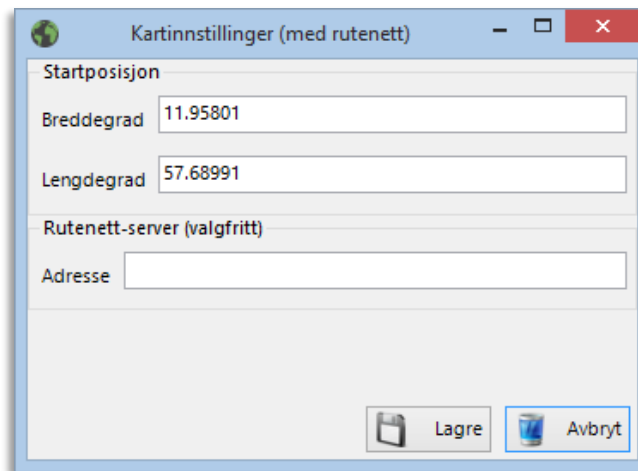 Kartinnstillinger (med rutenett)
Startposisjon
Breddegrad 11.95801
Lengdegrad 57.68991
Rutenett-server (valgfritt)
Adresse
Lagre Avbryt